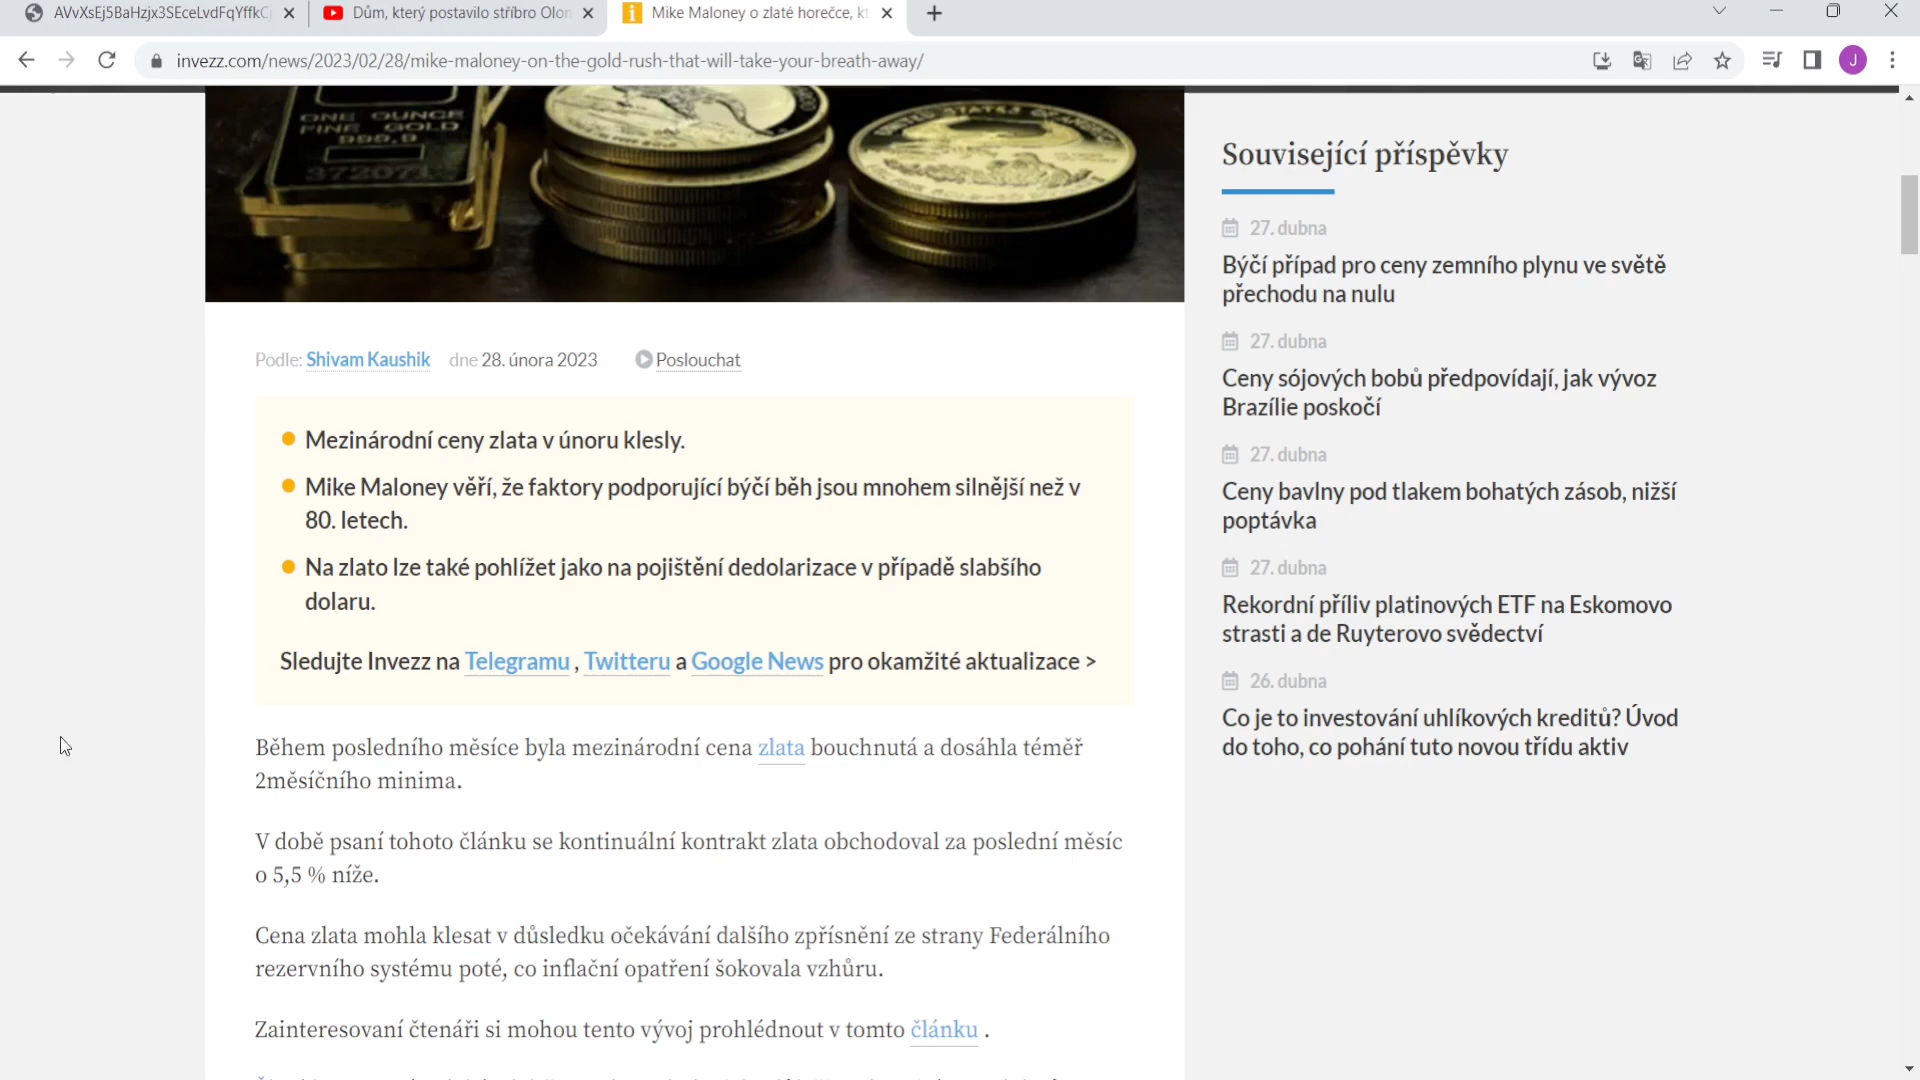 AVvXsEj5BaHzjx3SEceLvdFqYffkC
Dům, který postavilo stříbro Olon
Mike Maloney o zlaté horečce, kt
invezz.com/news/2023/02/28/mike-maloney-on-the-gold-rush-that-will-take-your-breath-away/
J
ONE OUNCE
FINE GOLD
999.9
Podle: Shivam Kaushik dne 28. února 2023 Poslouchat
Mezinárodní ceny zlata v únoru klesly.
Mike Maloney věří, že faktory podporující býčí běh jsou mnohem silnější než v
80. letech.
Na zlato lze také pohlížet jako na pojištění dedolarizace v případě slabšího
dolaru.
Sledujte Invezz na Telegramu , Twitteru a Google News pro okamžité aktualizace >
Během posledního měsíce byla mezinárodní cena zlata bouchnutá a dosáhla téměř
2měsíčního minima.
V době psaní tohoto článku se kontinuální kontrakt zlata obchodoval za poslední měsíc
o 5,5 % níže.
Cena zlata mohla klesat v důsledku očekávání dalšího zpřísnění ze strany Federálního
rezervního systému poté, co inflační opatření šokovala vzhůru.
Zainteresovaní čtenáři si mohou tento vývoj prohlédnout v tomto článku .
Související příspěvky
27. dubna
Býčí případ pro ceny zemního plynu ve světě
přechodu na nulu
27. dubna
Ceny sójových bobů předpovídají, jak vývoz
Brazílie poskočí
27. dubna
Ceny bavlny pod tlakem bohatých zásob, nižší
poptávka
27. dubna
Rekordní příliv platinových ETF na Eskomovo
strasti a de Ruyterovo svědectví
26. dubna
Co je to investování uhlíkových kreditů? Úvod
do toho, co pohání tuto novou třídu aktiv